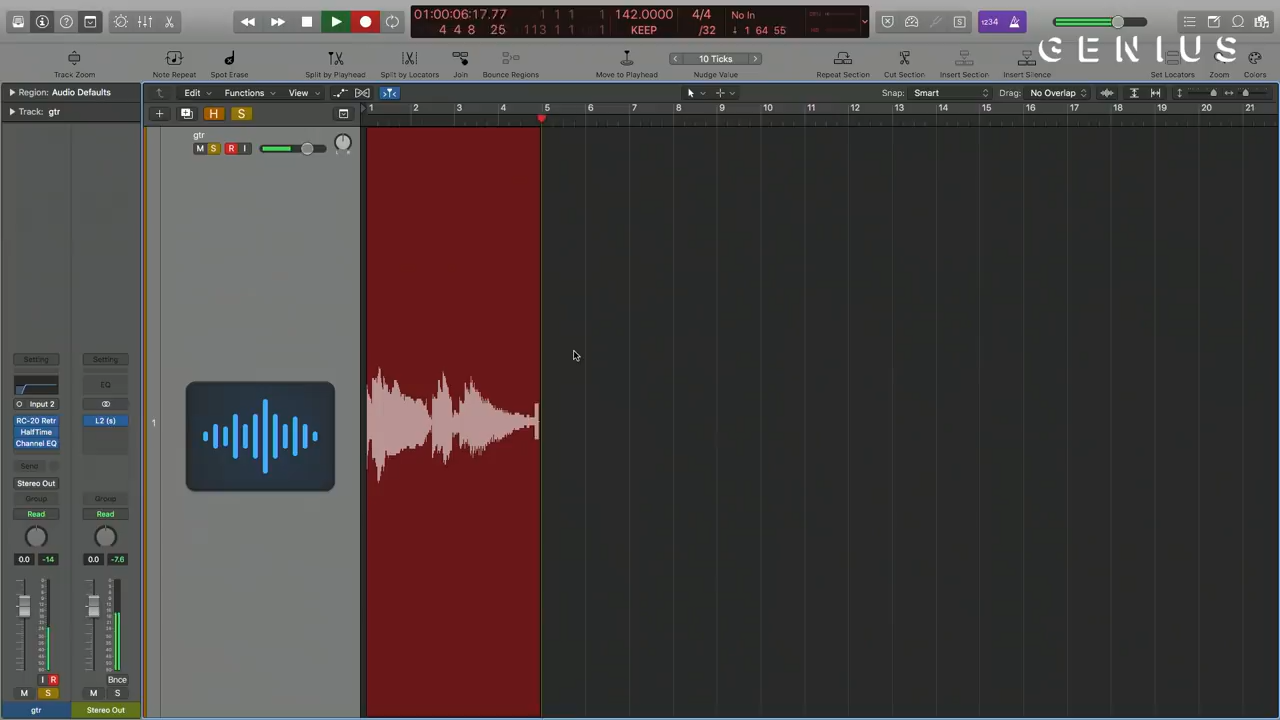 01:00:06:17.77
4 4 8 25
1 1 1
113 1 1 1
142.0000
KEEP
4/4
/32
No In
1 64 55
1234
GENIUS
Track Zoom
Note Repeat
Spot Erase
Split by Playhead
Split by Locators
Join
Bounce Regions
Move to Playhead
10 Ticks
Nudge Value
Repeat Section
Cut Section
Insert Section
Insert Silence
Set Locators
Zoom
Colors
Region: Audio Defaults
Edit
Functions
View
Snap: Smart
Drag: No Overlap
Track: gtr
H
S
1 2 3 4 5 6 7 8 9 10 11 12 13 14 15 16 17 18 19 20 21
gtr
M S R I
1
Setting
Setting
EQ
Input 2
RC-20 Retr
L2 (s)
HalfTime
Channel EQ
Send
Stereo Out
Group
Group
Read
Read
0.0 -14
0.0 -7.6
I R
Bnce
M S
M S
gtr
Stereo Out